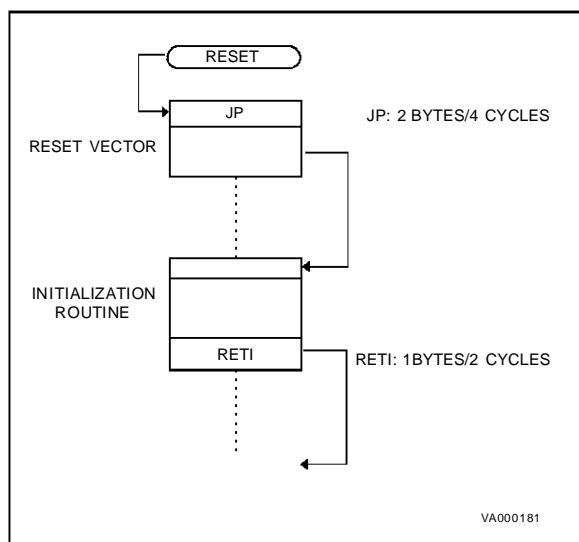 RESET
JP
JP: 2 BYTES/4 CYCLES
RESET VECTOR
INITIALIZATION
ROUTINE
RETI
RETI: 1BYTES/2 CYCLES
VA000181